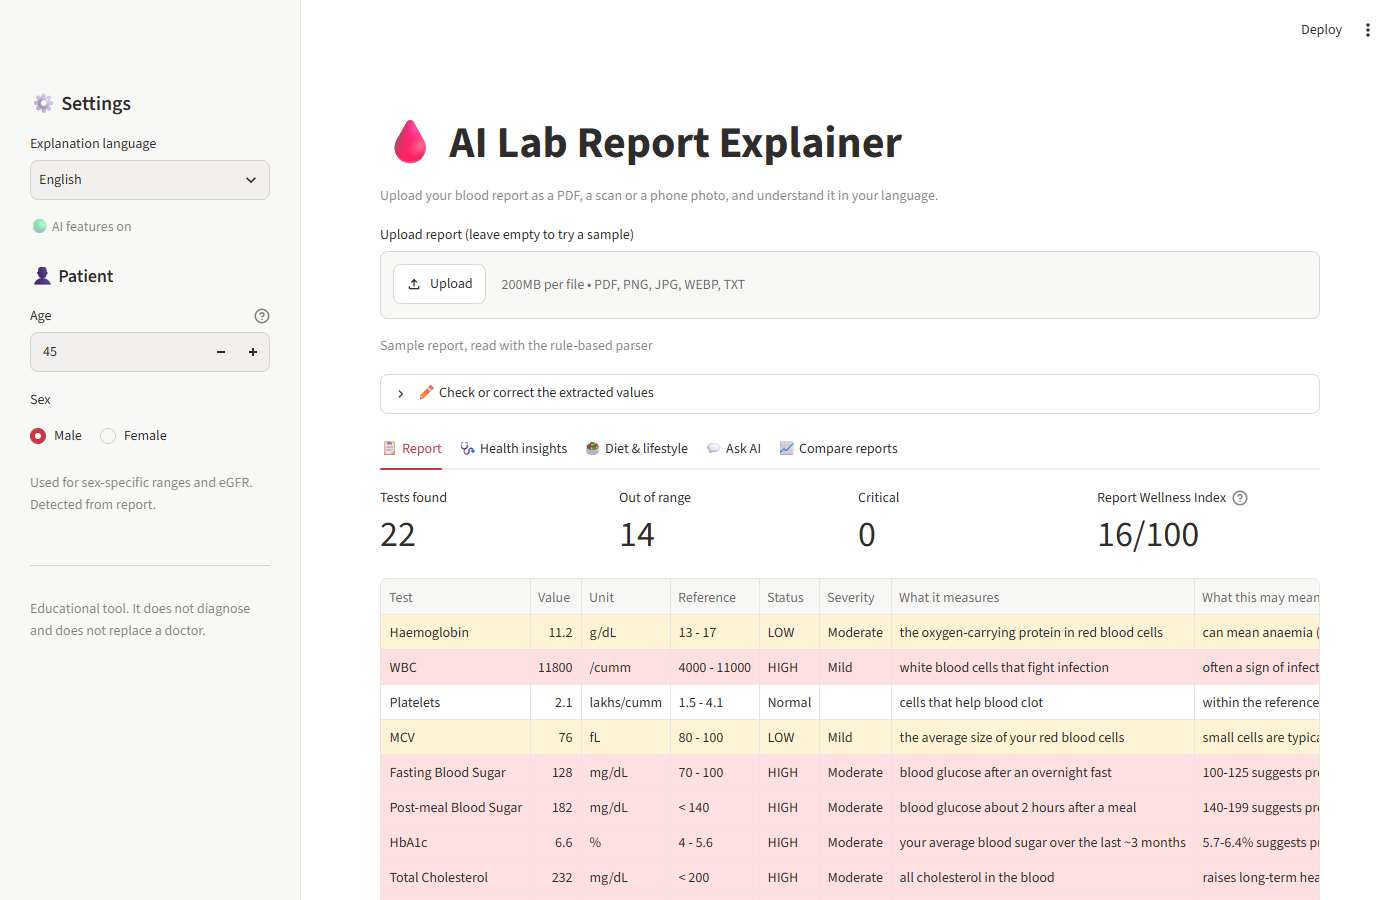 Deploy
Settings
Explanation language
English
AI features on
Patient
Age
45
Sex
Male Female
Used for sex-specific ranges and eGFR.
Detected from report.
Educational tool. It does not diagnose
and does not replace a doctor.
AI Lab Report Explainer
Upload your blood report as a PDF, a scan or a phone photo, and understand it in your language.
Upload report (leave empty to try a sample)
Upload 200MB per file • PDF, PNG, JPG, WEBP, TXT
Sample report, read with the rule-based parser
Check or correct the extracted values
Report Health insights Diet & lifestyle Ask AI Compare reports
Tests found Out of range Critical Report Wellness Index
22 14 0 16/100
Test Value Unit Reference Status Severity What it measures What this may mean
Haemoglobin 11.2 g/dL 13 - 17 LOW Moderate the oxygen-carrying protein in red blood cells can mean anaemia (
WBC 11800 /cumm 4000 - 11000 HIGH Mild white blood cells that fight infection often a sign of infect
Platelets 2.1 lakhs/cumm 1.5 - 4.1 Normal cells that help blood clot within the reference
MCV 76 fL 80 - 100 LOW Mild the average size of your red blood cells small cells are typica
Fasting Blood Sugar 128 mg/dL 70 - 100 HIGH Moderate blood glucose after an overnight fast 100-125 suggests pre
Post-meal Blood Sugar 182 mg/dL < 140 HIGH Moderate blood glucose about 2 hours after a meal 140-199 suggests pre
HbA1c 6.6 % 4 - 5.6 HIGH Moderate your average blood sugar over the last ~3 months 5.7-6.4% suggests p
Total Cholesterol 232 mg/dL < 200 HIGH Moderate all cholesterol in the blood raises long-term hea